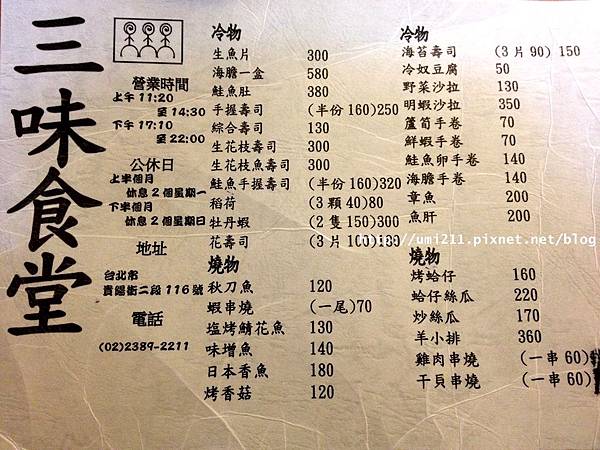 三味食堂
營業時間
上午 11:20
至 14:30
下午 17:10
至 22:00
公休日
上半個月
休息 2 個星期一
下半個月
休息 2 個星期日
地址
台北市
貴陽街二段 116 號
電話
(02)2389-2211
冷物
生魚片 300
海膽一盒 580
鮭魚肚 380
手握壽司 (半份 160)250
綜合壽司 130
生花枝壽司 300
生花枝魚壽司 300
鮭魚手握壽司 (半份 160)320
稻荷 (3 顆 40)80
牡丹蝦 (2 隻 150)300
花壽司 (3 片 100)
燒物
秋刀魚 120
蝦串燒 (一尾)70
塩烤鯖花魚 130
味增魚 140
日本香魚 180
烤香菇 120
冷物
海苔壽司 (3 片 90) 150
冷奴豆腐 50
野菜沙拉 130
明蝦沙拉 350
蘆筍手卷 70
鮮蝦手卷 70
鮭魚卵手卷 140
海膽手卷 140
章魚 200
魚肝 200
umi211.pixnet.net/blog
燒物
烤蛤仔 160
蛤仔絲瓜 220
炒絲瓜 170
羊小排 360
雞肉串燒 (一串 60)
干貝串燒 (一串 60)